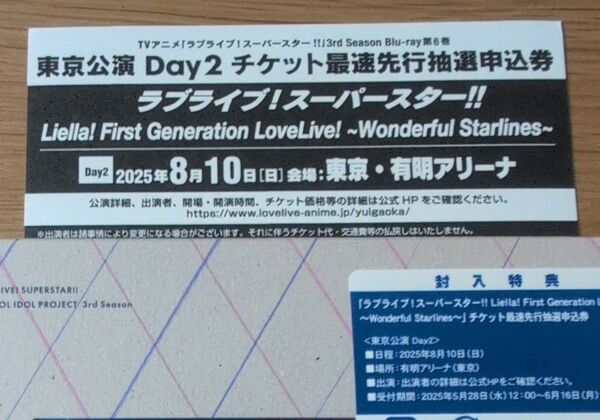 TVアニメ「ラブライブ！スーパースター!!」3rd Season Blu-ray第6巻
東京公演 Day2 チケット最速先行抽選申込券
ラブライブ！スーパースター!!
Liella! First Generation LoveLive! ~Wonderful Starlines~
Day2 2025年8月10日[日] 会場：東京・有明アリーナ
公演詳細、出演者、開場・開演時間、チケット価格等の詳細は公式HPをご確認ください。
https://www.lovelive-anime.jp/yuigaoka/
※出演者は諸事情により変更になる場合がございます。それに伴うチケット代・交通費等の払戻しはいたしません。
LIVE! SUPERSTAR!!
OL IDOL PROJECT 3rd Season
封入特典
「ラブライブ！スーパースター!! Liella! First Generation L
~Wonderful Starlines~」チケット最速先行抽選申込券
<東京公演 Day2>
■日程：2025年8月10日(日)
■場所：有明アリーナ(東京)
■出演：出演者の詳細は公式HPをご確認ください。
■受付期間：2025年5月28日(水)12:00～6月16日(月)